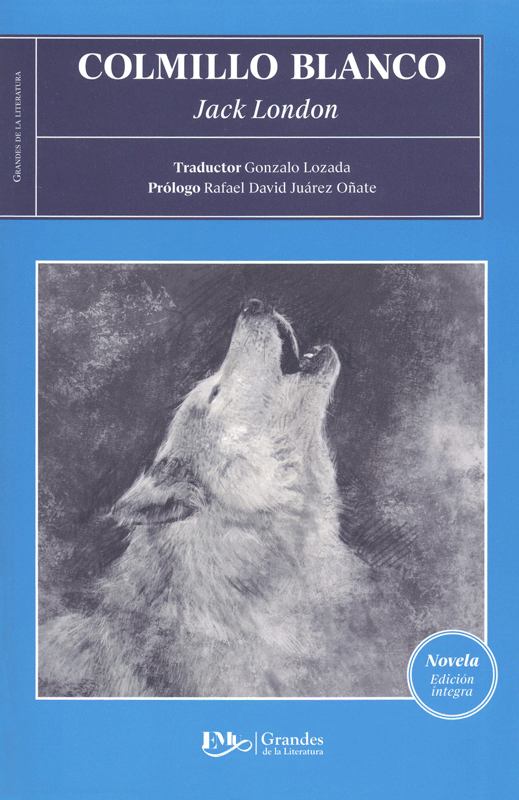 GRANDES DE LA LITERATURA
COLMILLO BLANCO
Jack London
Traductor Gonzalo Lozada
Prólogo Rafael David Juárez Oñate
Novela
Edición
íntegra
EMU
Grandes
de la Literatura